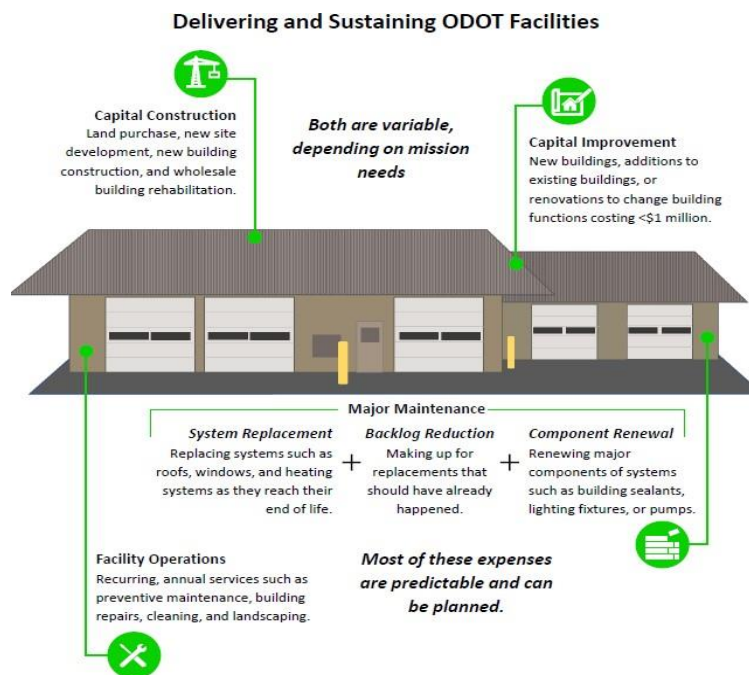 Delivering and Sustaining ODOT Facilities
Capital Construction
Land purchase, new site
development, new building
construction, and wholesale
building rehabilitation.
Both are variable,
depending on mission
needs
Capital Improvement
New buildings, additions to
existing buildings, or
renovations to change building
functions costing <$1 million.
Major Maintenance
System Replacement
Replacing systems such as
roofs, windows, and heating
systems as they reach their
end of life.
+
Backlog Reduction
Making up for
replacements that
should have already
happened.
+
Component Renewal
Renewing major
components of systems
such as building sealants,
lighting fixtures, or pumps.
Facility Operations
Recurring, annual services such as
preventive maintenance, building
repairs, cleaning, and landscaping.
Most of these expenses
are predictable and can
be planned.